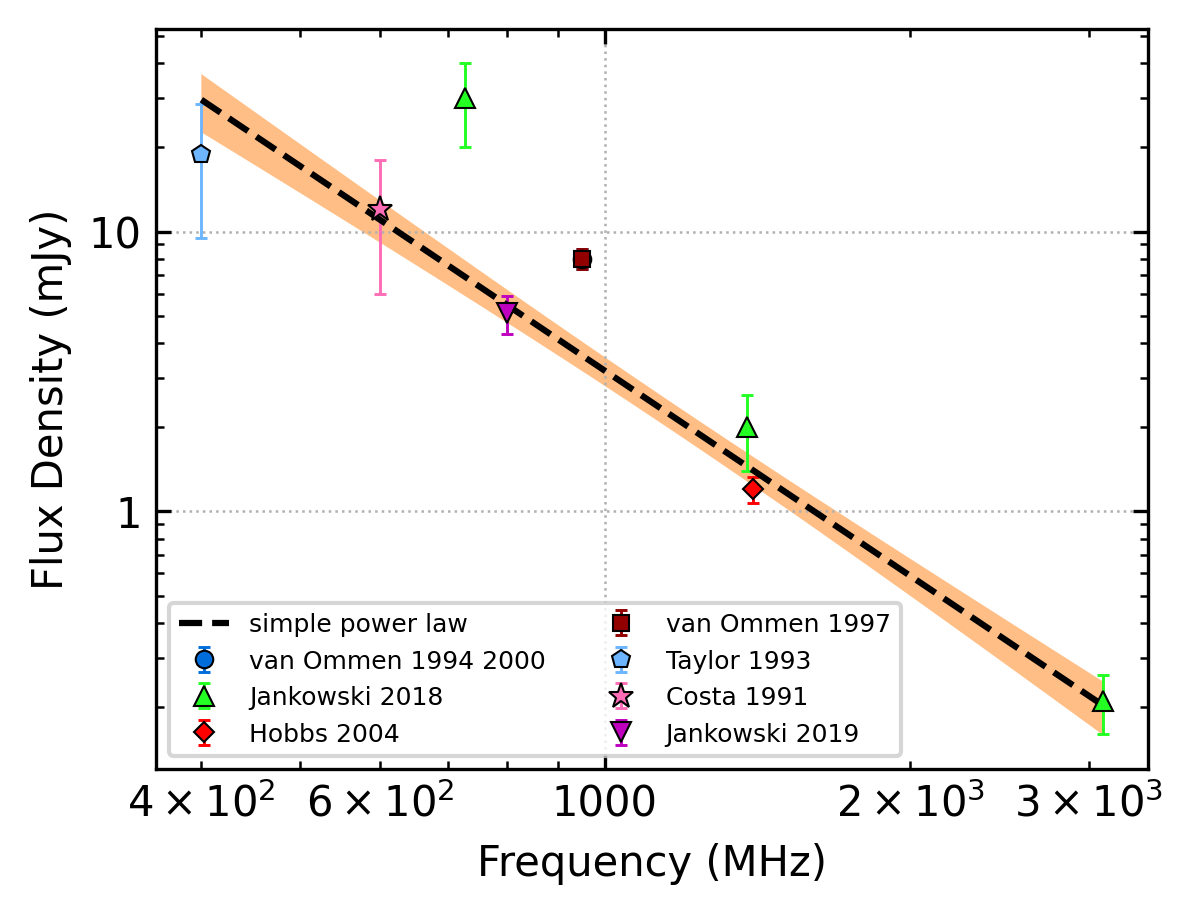 Flux Density (mJy)
10
1
simple power law
van Ommen 1994 2000
Jankowski 2018
Hobbs 2004
van Ommen 1997
Taylor 1993
Costa 1991
Jankowski 2019
4 × 10² 6 × 10² 1000 2 × 10³ 3 × 10³
Frequency (MHz)